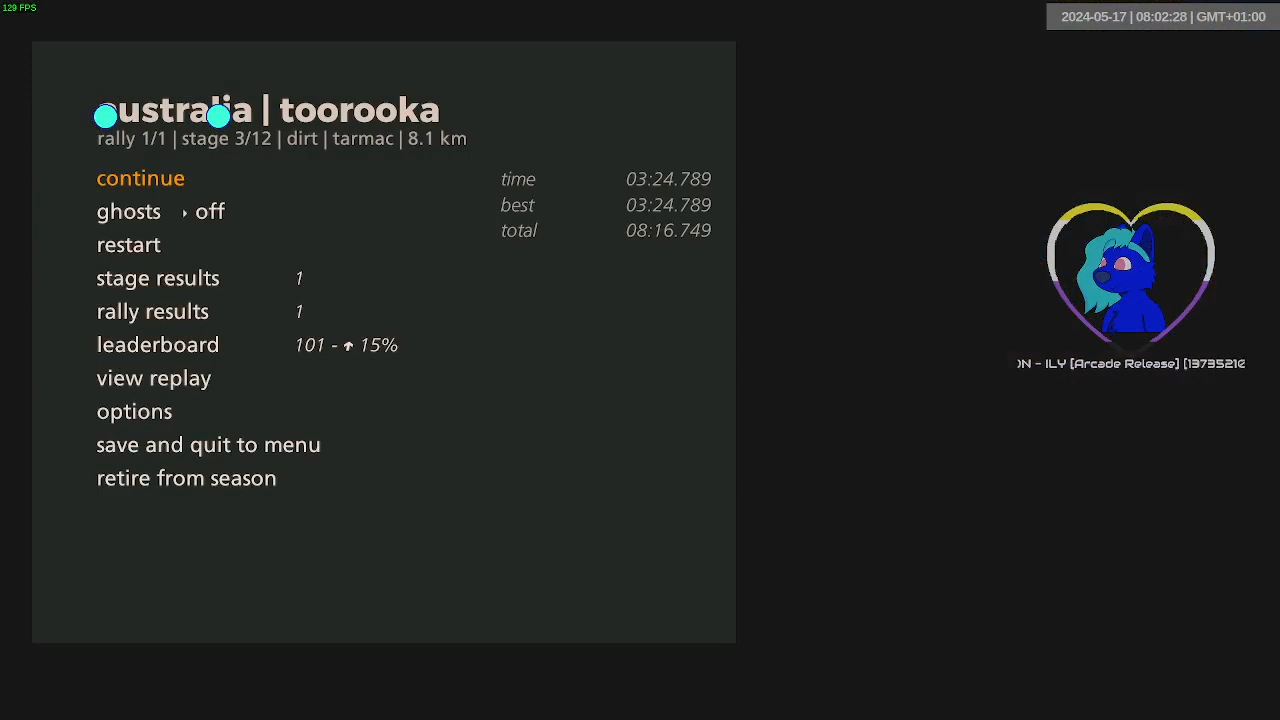 129 FPS
2024-05-17 | 08:02:28 | GMT+01:00
australia | toorooka
rally 1/1 | stage 3/12 | dirt | tarmac | 8.1 km
continue
time 03:24.789
ghosts off
best 03:24.789
total 08:16.749
restart
stage results 1
rally results 1
leaderboard 101 - 15%
view replay
options
save and quit to menu
retire from season
ON - ILY [Arcade Release] [13735210